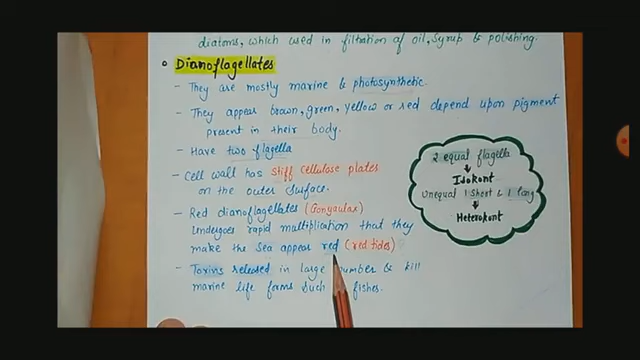 diatoms, which used in filtration of oil, Syrup & polishing.
Dianoflagellates
- They are mostly marine & photosynthetic.
- They appear brown, green, yellow or red depend upon pigment
present in their body.
- Have two flagella
- Cell wall has stiff cellulose plates
on the outer surface.
- Red dianoflagellates (Gonyaulax)
Undergoes rapid multiplication that they
make the sea appear red (red tides)
- Toxins released in large number & kill
marine life forms such fishes.
2 equal flagella
Isokont
Unequal 1 Short & 1 long
Heterokont